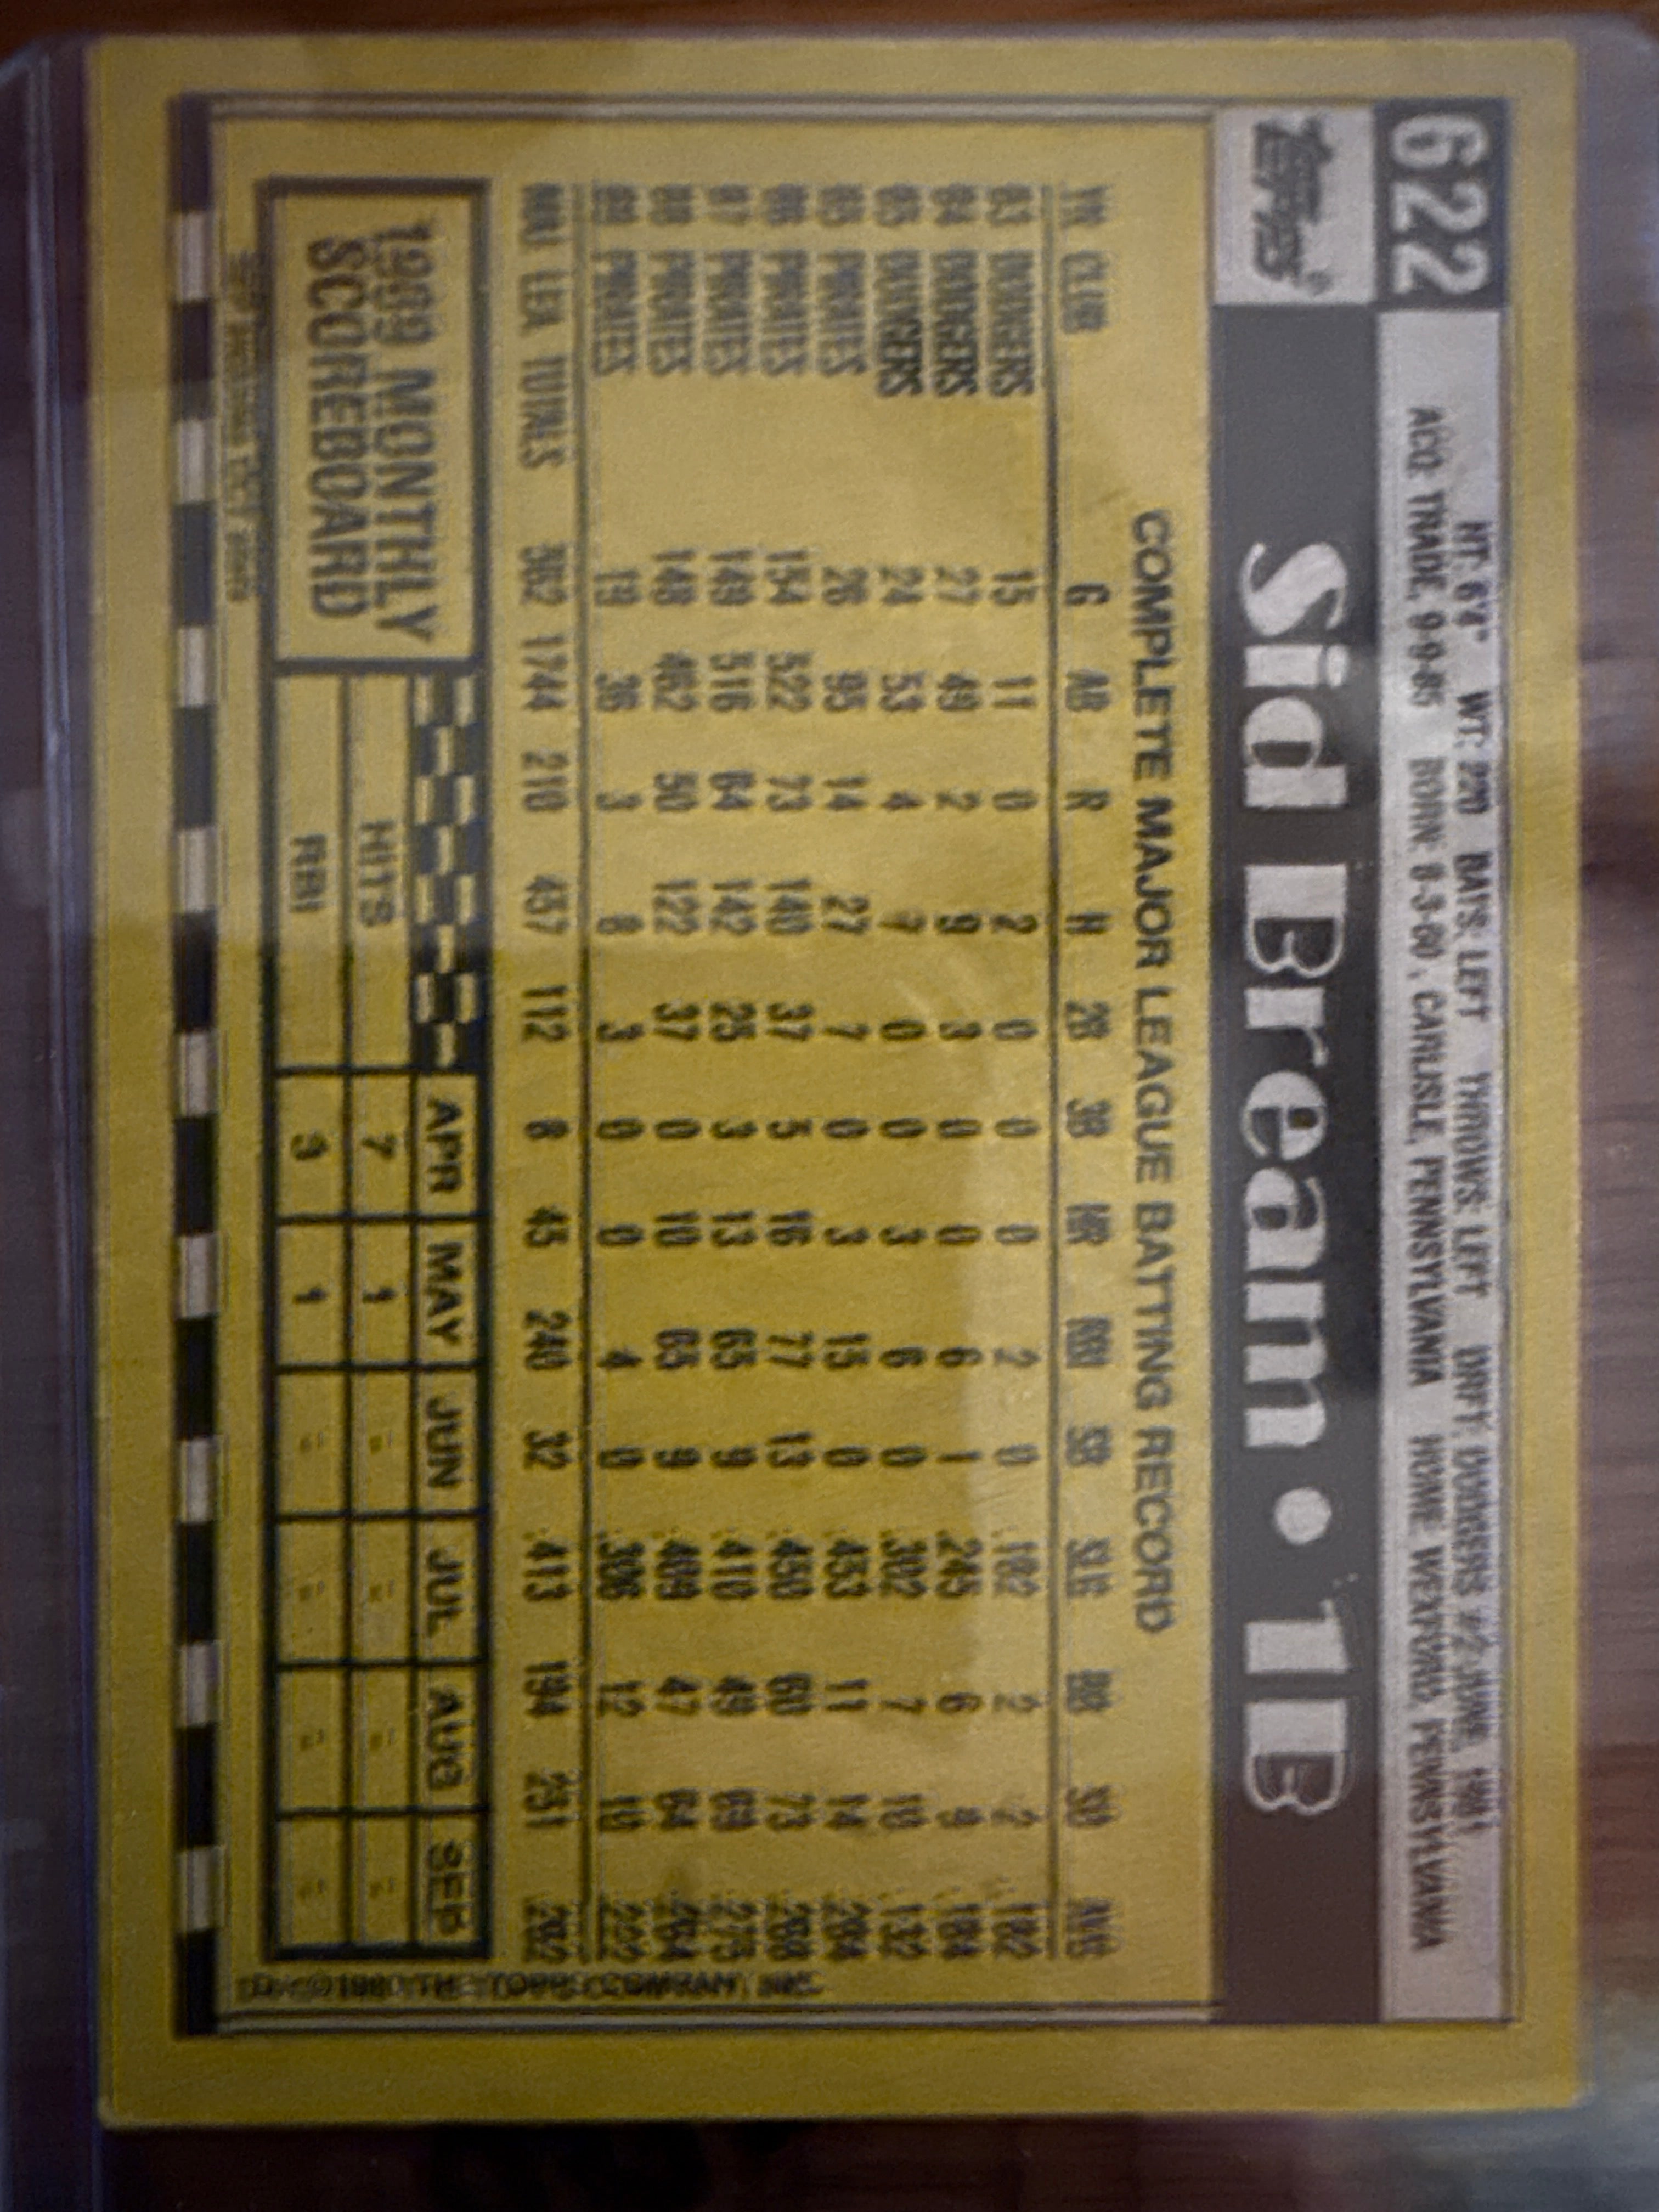 622
HT: 6'4" WT: 220 BATS: LEFT THROWS: LEFT DRFT: DODGERS #2-JUNE, 1981
ACQ: TRADE, 9-9-85 BORN: 8-3-60, CARLISLE, PENNSYLVANIA HOME: WEXFORD, PENNSYLVANIA
Topps®
Sid Bream • 1B
COMPLETE MAJOR LEAGUE BATTING RECORD
YR CLUB G AB R H 2B 3B HR RBI SB SLG BB SO AVG
83 DODGERS 15 11 0 2 0 0 0 2 0 .182 2 2 .182
84 DODGERS 27 49 2 9 3 0 0 6 1 .245 6 9 .184
85 DODGERS 24 53 4 7 0 0 3 6 0 .302 7 10 .132
85 PIRATES 26 95 14 27 7 0 3 15 0 .453 11 14 .284
86 PIRATES 154 522 73 140 37 5 16 77 13 .450 60 73 .268
87 PIRATES 149 516 64 142 25 3 13 65 9 .410 49 69 .275
88 PIRATES 148 462 50 122 37 0 10 65 9 .409 47 64 .264
89 PIRATES 19 36 3 8 3 0 0 4 0 .306 12 10 .222
MAJ LEA TOTALS 562 1744 210 457 112 8 45 240 32 .413 194 251 .262
1989 MONTHLY
SCOREBOARD
APR MAY JUN JUL AUG SEP
HITS 7 1 – – – –
RBI 3 1 – – – –
© 1990 THE TOPPS COMPANY, INC.